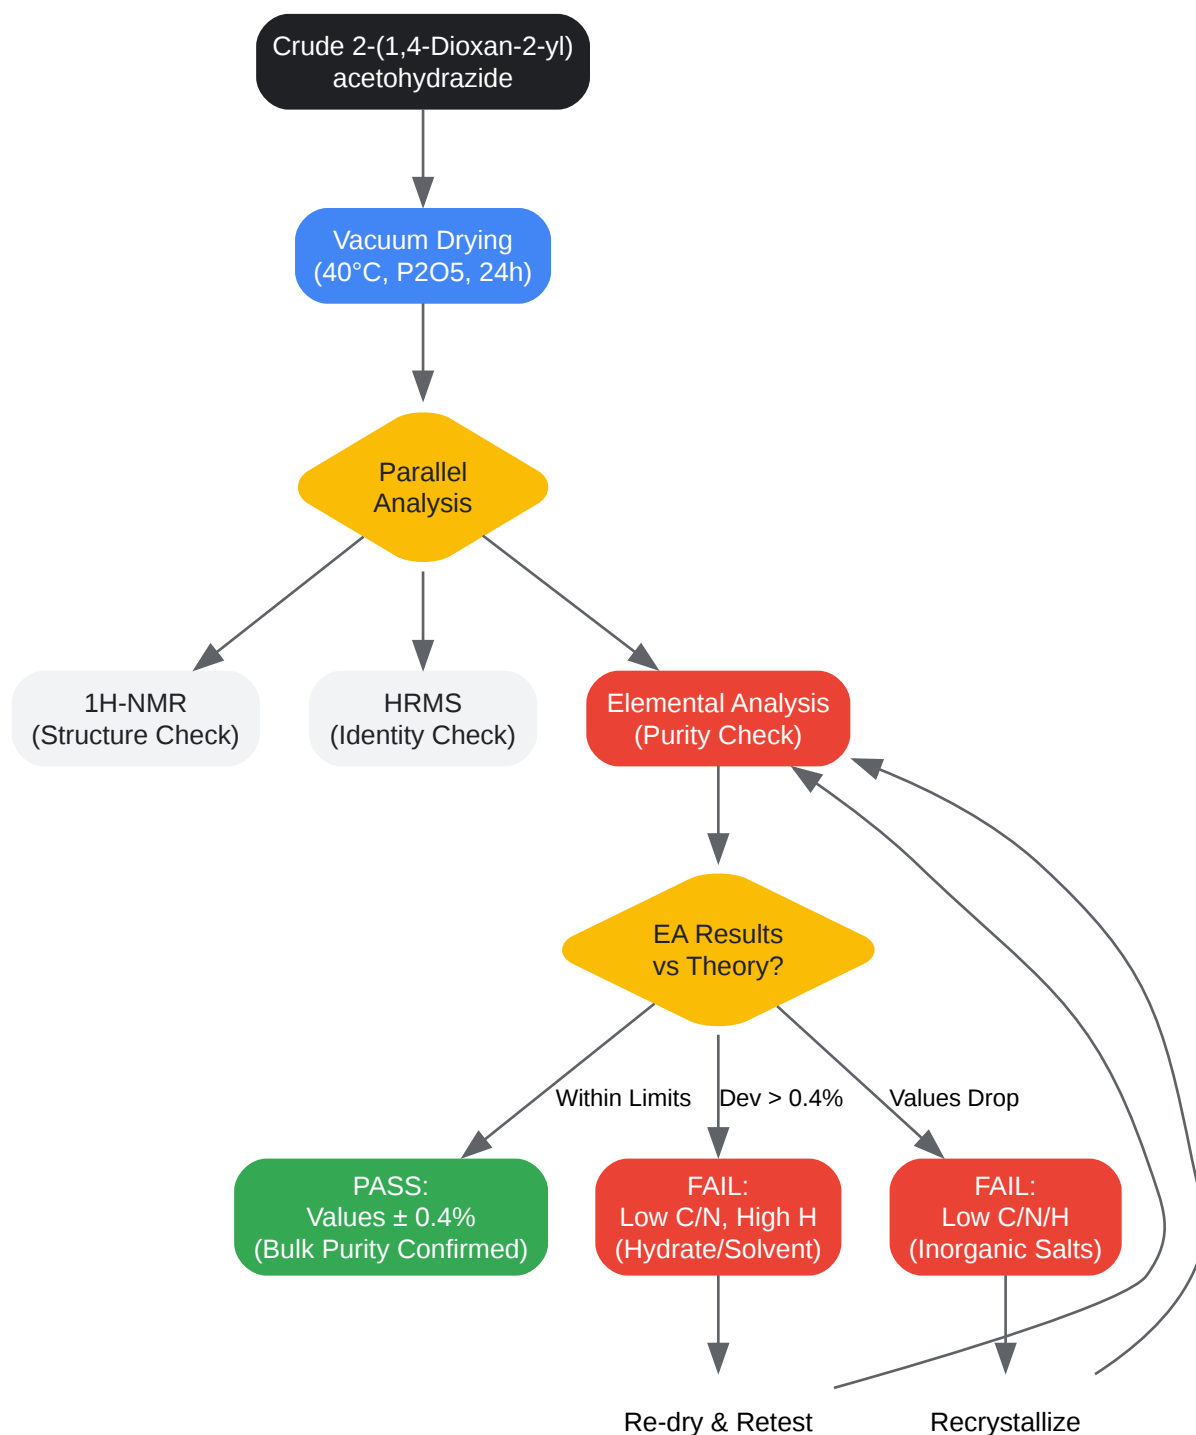 Crude 2-(1,4-Dioxan-2-yl)
acetohydrazide
Vacuum Drying
(40°C, P2O5, 24h)
Parallel
Analysis
1H-NMR
(Structure Check)
HRMS
(Identity Check)
Elemental Analysis
(Purity Check)
EA Results
vs Theory?
Within Limits
Dev > 0.4%
Values Drop
PASS:
Values ± 0.4%
(Bulk Purity Confirmed)
FAIL:
Low C/N, High H
(Hydrate/Solvent)
FAIL:
Low C/N/H
(Inorganic Salts)
Re-dry & Retest
Recrystallize